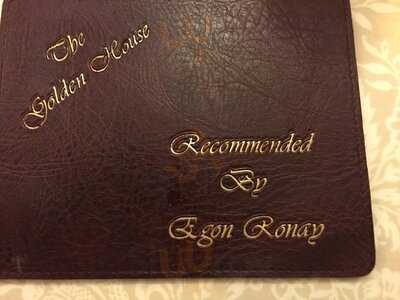 The
Golden House
Recommended
By
Egon Ronay